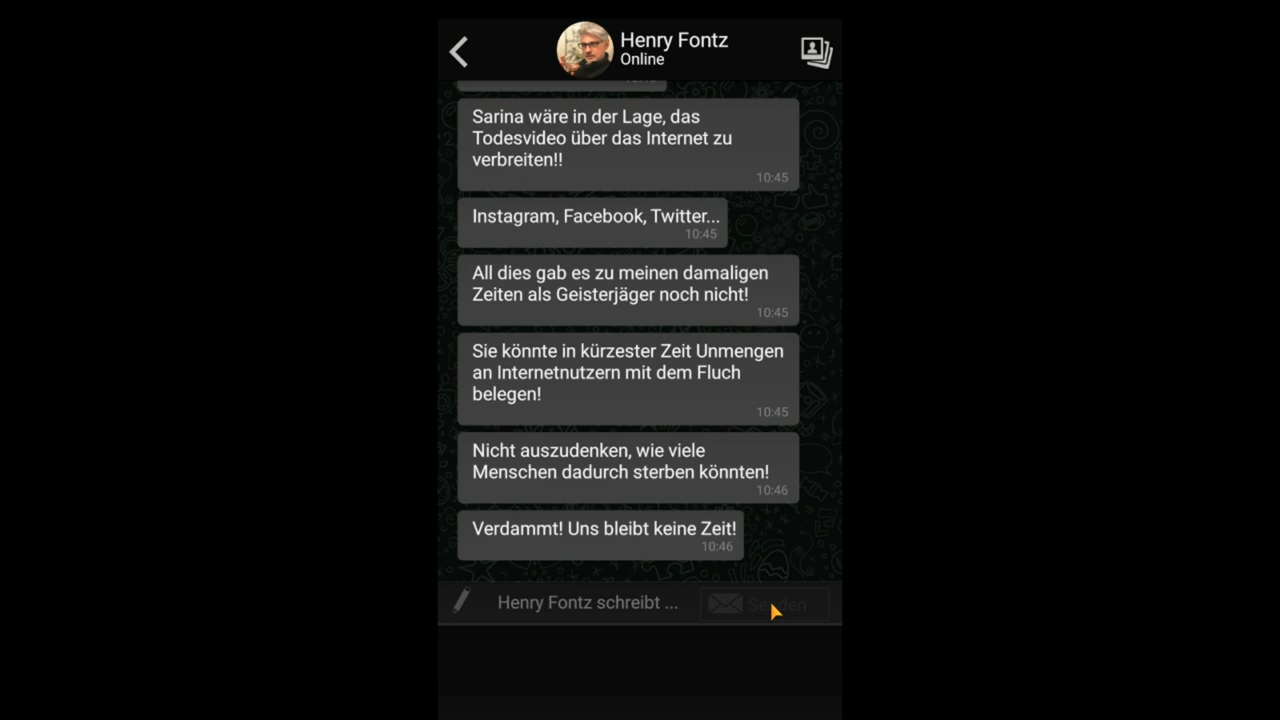 Henry Fontz
Online
Sarina wäre in der Lage, das
Todesvideo über das Internet zu
verbreiten!!
10:45
Instagram, Facebook, Twitter...
10:45
All dies gab es zu meinen damaligen
Zeiten als Geisterjäger noch nicht!
10:45
Sie könnte in kürzester Zeit Unmengen
an Internetnutzern mit dem Fluch
belegen!
10:45
Nicht auszudenken, wie viele
Menschen dadurch sterben könnten!
10:46
Verdammt! Uns bleibt keine Zeit!
10:46
Henry Fontz schreibt ...
Senden